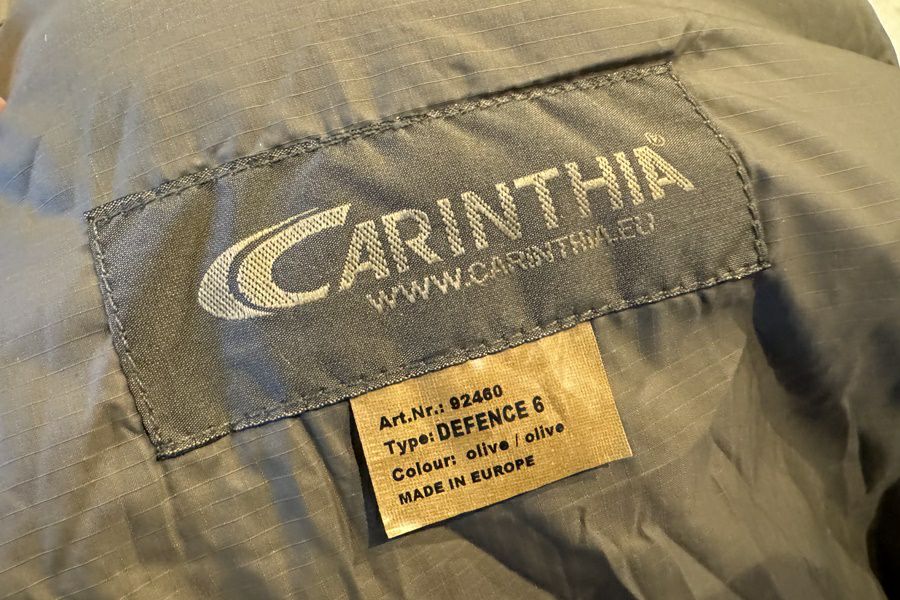 CARINTHIA®
WWW.CARINTHIA.EU
Art.Nr.: 92460
Type: DEFENCE 6
Colour: olive / olive
MADE IN EUROPE